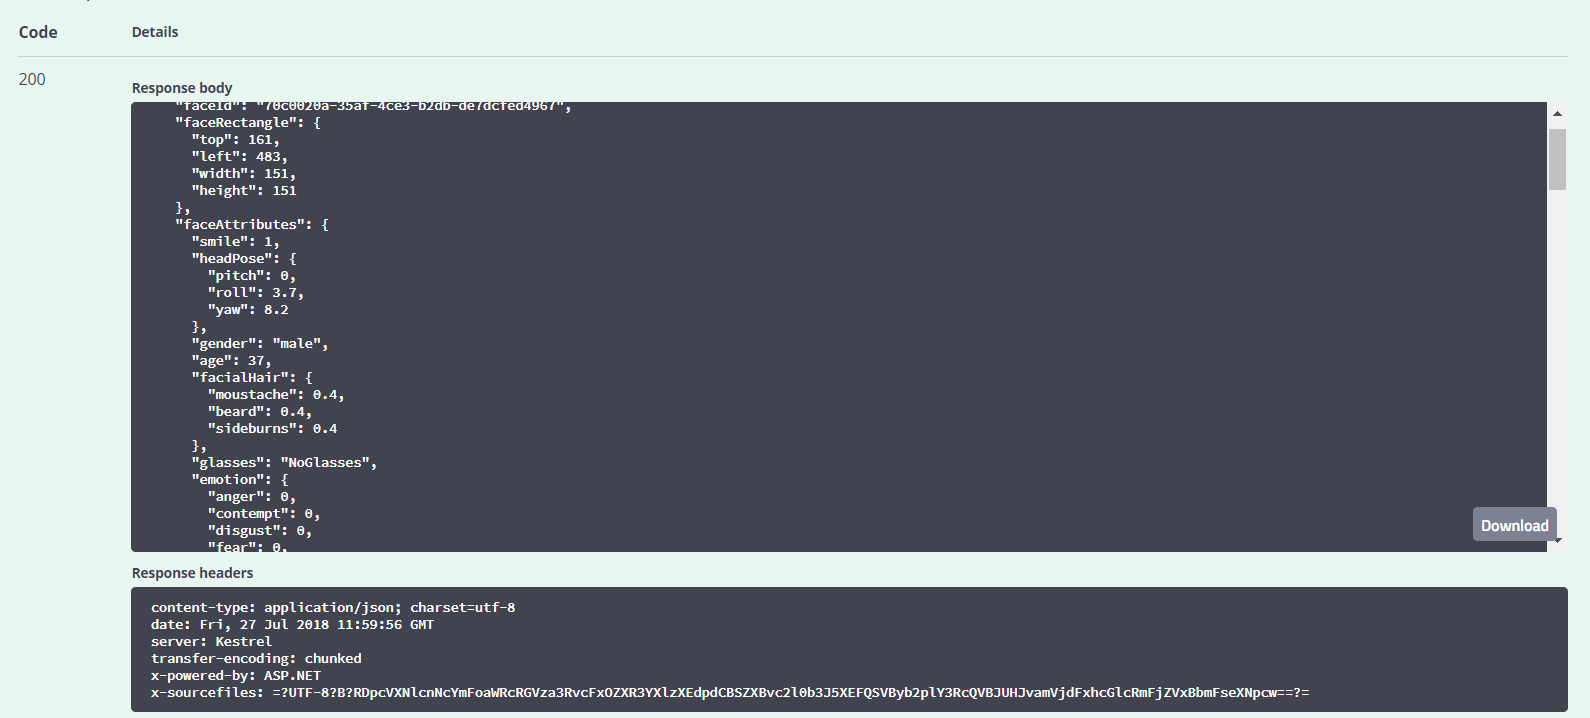 Code Details
200
Response body
"faceId": "70c0020a-35af-4ce3-b2db-de7dcfed4967",
"faceRectangle": {
"top": 161,
"left": 483,
"width": 151,
"height": 151
},
"faceAttributes": {
"smile": 1,
"headPose": {
"pitch": 0,
"roll": 3.7,
"yaw": 8.2
},
"gender": "male",
"age": 37,
"facialHair": {
"moustache": 0.4,
"beard": 0.4,
"sideburns": 0.4
},
"glasses": "NoGlasses",
"emotion": {
"anger": 0,
"contempt": 0,
"disgust": 0,
"fear": 0,
Download
Response headers
content-type: application/json; charset=utf-8
date: Fri, 27 Jul 2018 11:59:56 GMT
server: Kestrel
transfer-encoding: chunked
x-powered-by: ASP.NET
x-sourcefiles: =?UTF-8?B?RDpcVXNlcnNcYmFoaWRcRGVza3RvcFxOZXR3YXlzXEdpdCBSZXBvc2l0b3J5XEFQSVByb2plY3RcQVBJUHJvamVjdFxhcGlcRmFjZVxBbmFseXNpcw==?=